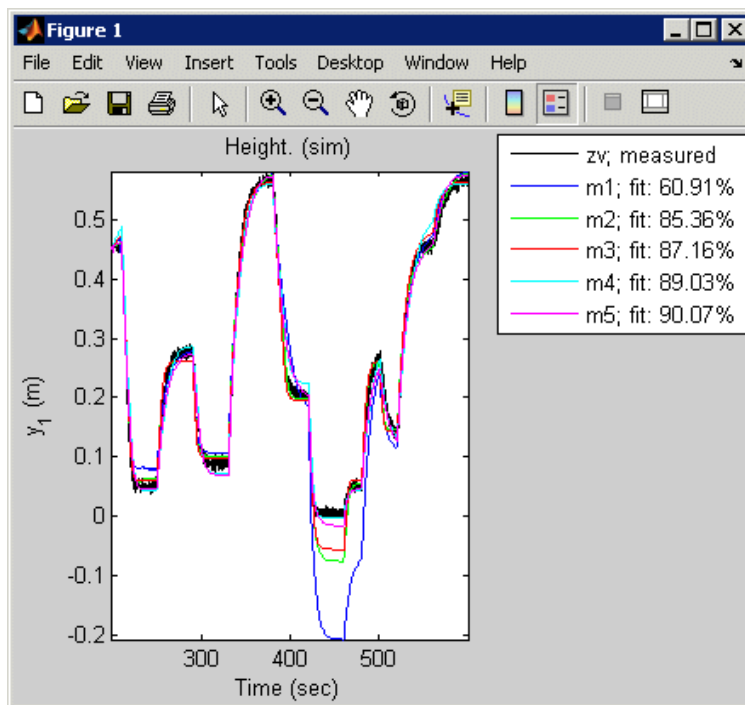 Figure 1
File Edit View Insert Tools Desktop Window Help
Height. (sim)
zv; measured
m1; fit: 60.91%
m2; fit: 85.36%
m3; fit: 87.16%
m4; fit: 89.03%
m5; fit: 90.07%
0.5
0.4
0.3
0.2
0.1
0
-0.1
-0.2
y1 (m)
300 400 500
Time (sec)